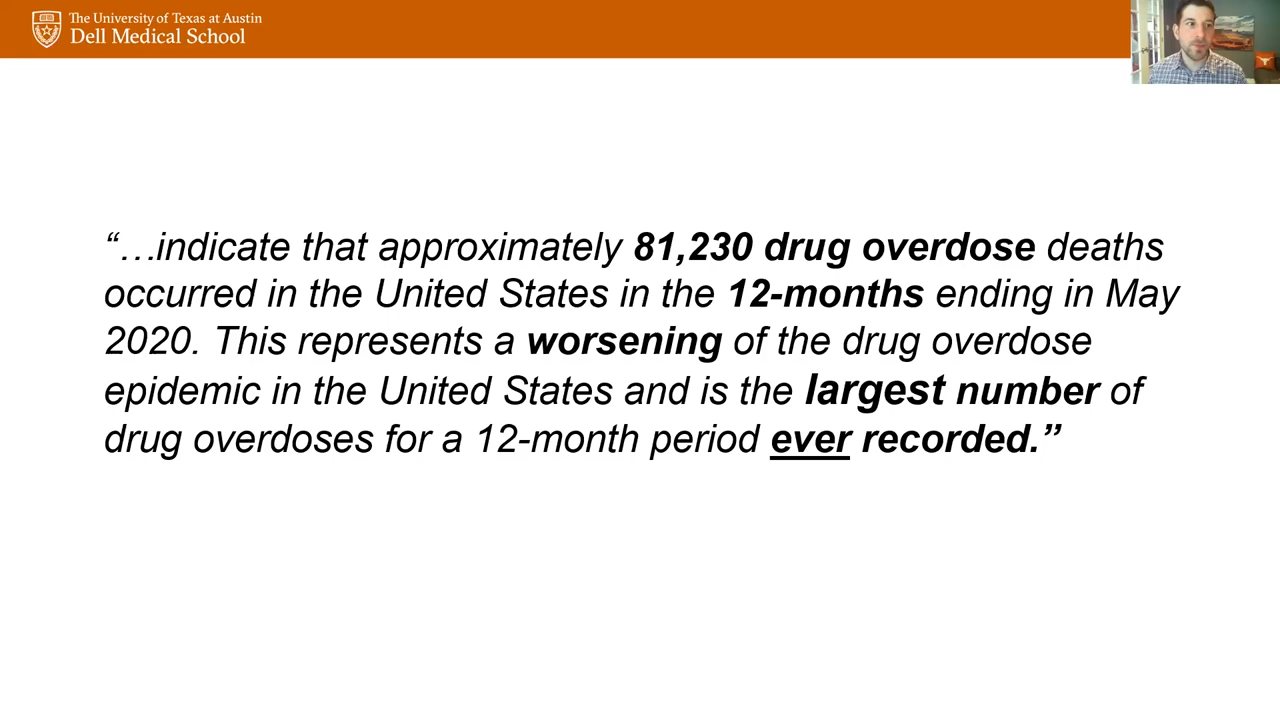 The University of Texas at Austin
Dell Medical School
“…indicate that approximately 81,230 drug overdose deaths
occurred in the United States in the 12-months ending in May
2020. This represents a worsening of the drug overdose
epidemic in the United States and is the largest number of
drug overdoses for a 12-month period ever recorded.”